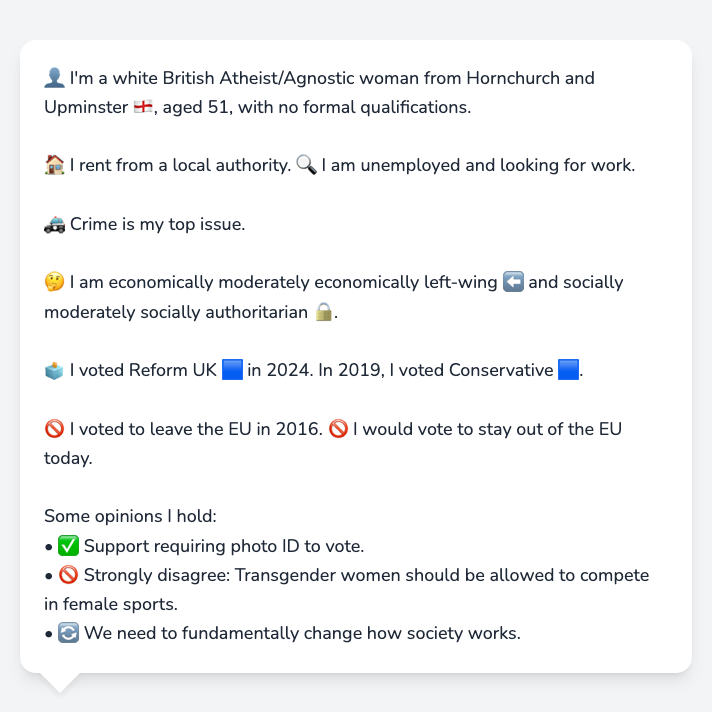 👤 I'm a white British Atheist/Agnostic woman from Hornchurch and
Upminster 🏴󠁧󠁢󠁥󠁮󠁧󠁿, aged 51, with no formal qualifications.
🏠 I rent from a local authority. 🔍 I am unemployed and looking for work.
🚓 Crime is my top issue.
🤔 I am economically moderately economically left-wing ⬅️ and socially
moderately socially authoritarian 🔒.
🗳️ I voted Reform UK 🟦 in 2024. In 2019, I voted Conservative 🟦.
🚫 I voted to leave the EU in 2016. 🚫 I would vote to stay out of the EU
today.
Some opinions I hold:
• ✅ Support requiring photo ID to vote.
• 🚫 Strongly disagree: Transgender women should be allowed to compete
in female sports.
• 🔄 We need to fundamentally change how society works.